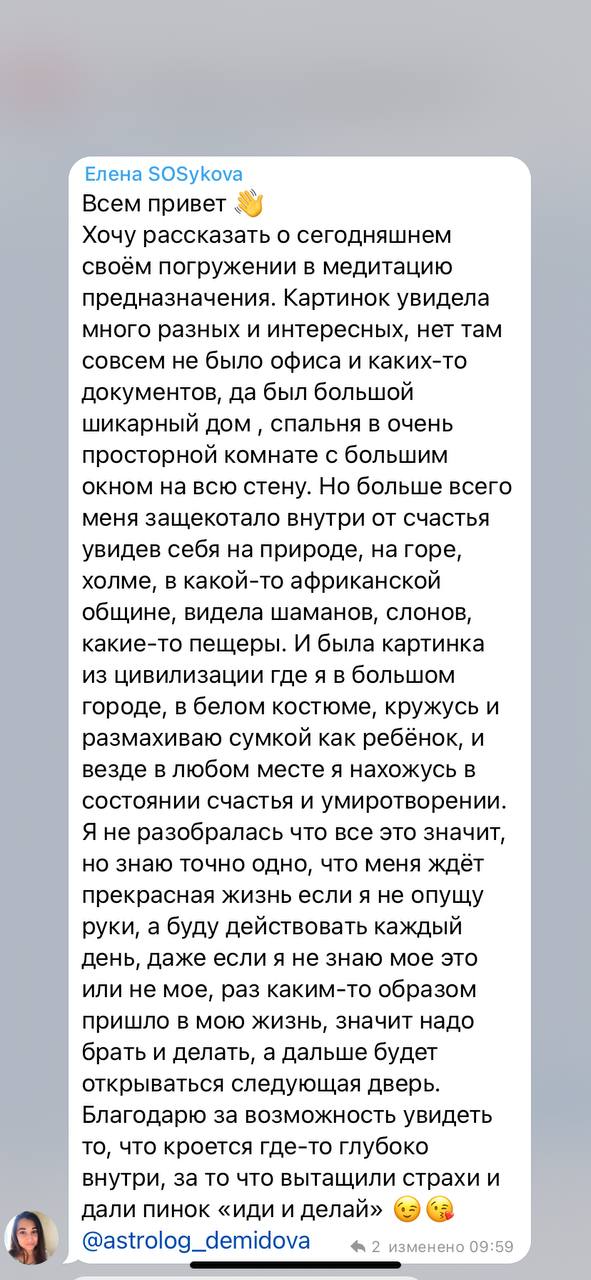 Елена SOSykova
Всем привет 👋
Хочу рассказать о сегодняшнем
своём погружении в медитацию
предназначения. Картинок увидела
много разных и интересных, нет там
совсем не было офиса и каких-то
документов, да был большой
шикарный дом , спальня в очень
просторной комнате с большим
окном на всю стену. Но больше всего
меня защекотало внутри от счастья
увидев себя на природе, на горе,
холме, в какой-то африканской
общине, видела шаманов, слонов,
какие-то пещеры. И была картинка
из цивилизации где я в большом
городе, в белом костюме, кружусь и
размахиваю сумкой как ребёнок, и
везде в любом месте я нахожусь в
состоянии счастья и умиротворении.
Я не разобралась что все это значит,
но знаю точно одно, что меня ждёт
прекрасная жизнь если я не опущу
руки, а буду действовать каждый
день, даже если я не знаю мое это
или не мое, раз каким-то образом
пришло в мою жизнь, значит надо
брать и делать, а дальше будет
открываться следующая дверь.
Благодарю за возможность увидеть
то, что кроется где-то глубоко
внутри, за то что вытащили страхи и
дали пинок «иди и делай» 😉😘
@astrolog_demidova 2 изменено 09:59